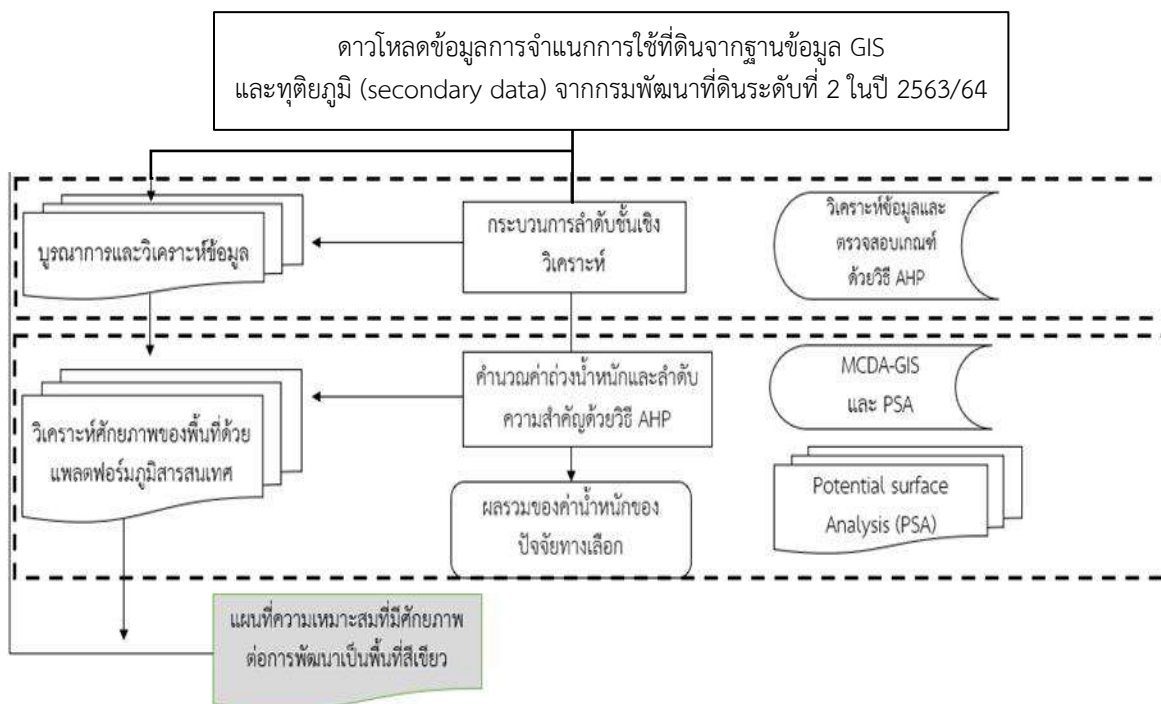 ดาวโหลดข้อมูลการจำแนกการใช้ที่ดินจากฐานข้อมูล GIS
และทุติยภูมิ (secondary data) จากกรมพัฒนาที่ดินระดับที่ 2 ในปี 2563/64
บูรณาการและวิเคราะห์ข้อมูล
กระบวนการลำดับชั้นเชิง
วิเคราะห์
วิเคราะห์ข้อมูลและ
ตรวจสอบเกณฑ์
ด้วยวิธี AHP
วิเคราะห์ศักยภาพของพื้นที่ด้วย
แพลตฟอร์มภูมิสารสนเทศ
คำนวณค่าถ่วงน้ำหนักและลำดับ
ความสำคัญด้วยวิธี AHP
MCDA-GIS
และ PSA
ผลรวมของค่าน้ำหนักของ
ปัจจัยทางเลือก
Potential surface
Analysis (PSA)
แผนที่ความเหมาะสมที่มีศักยภาพ
ต่อการพัฒนาเป็นพื้นที่สีเขียว